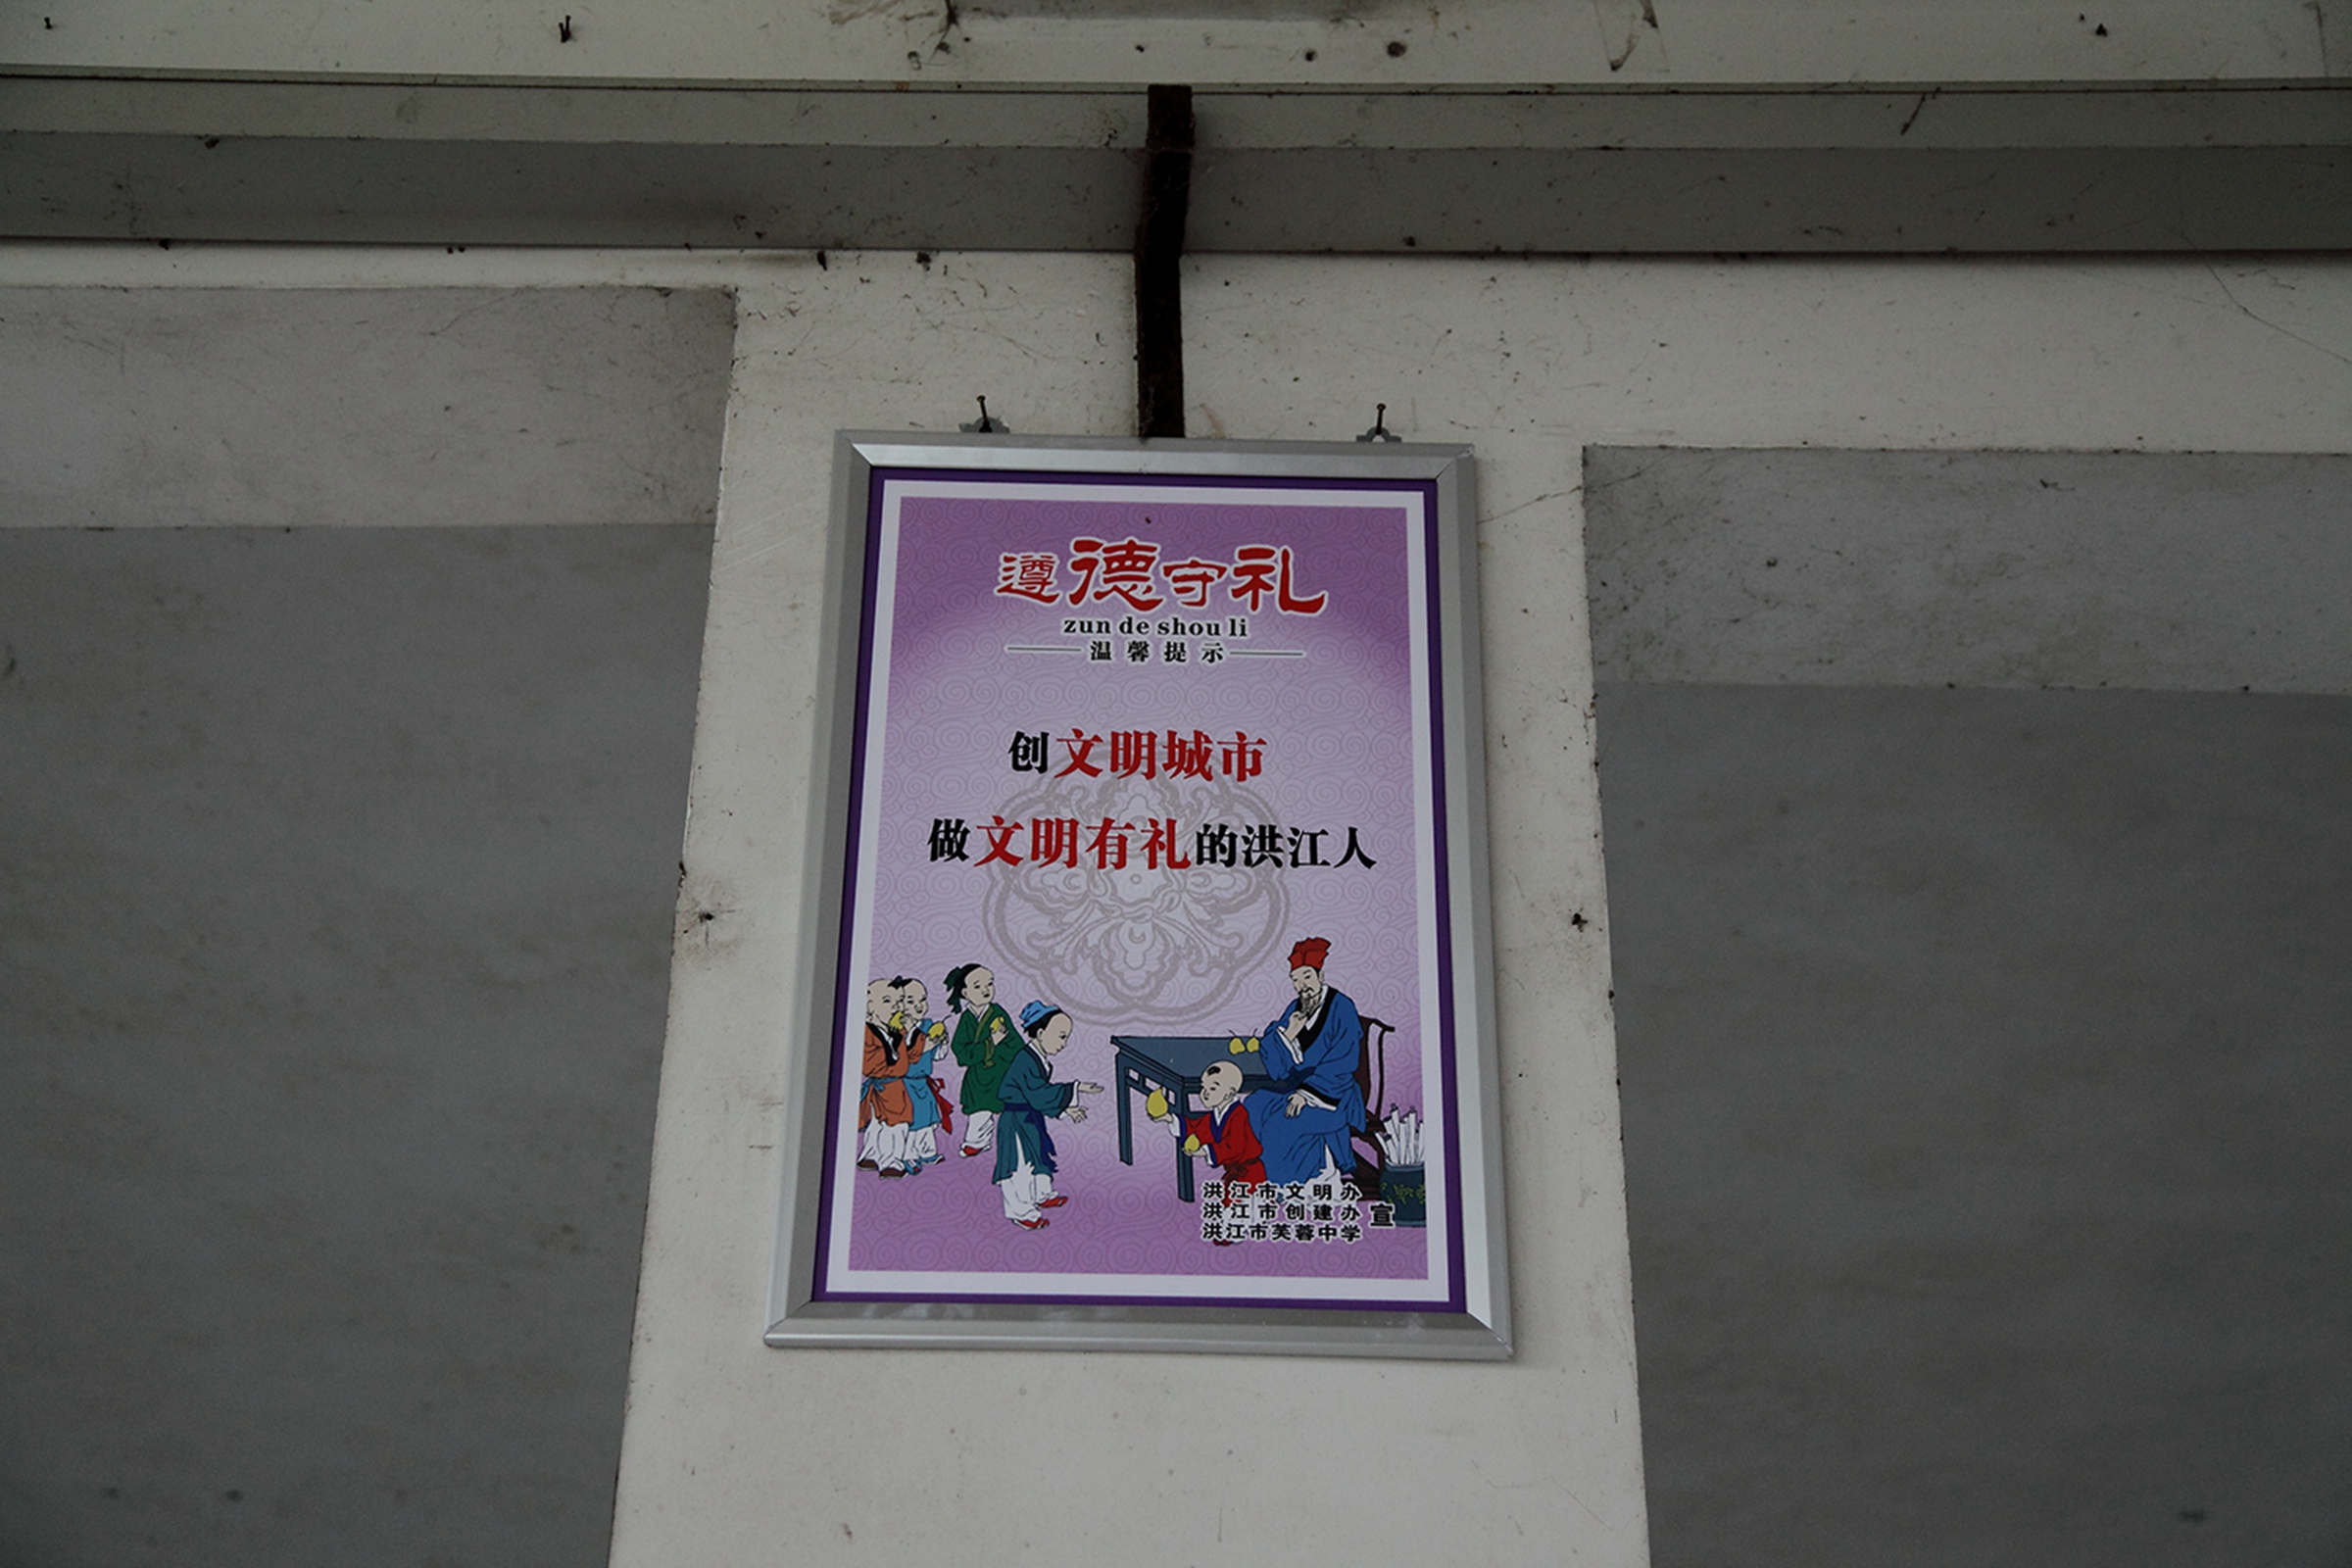 遵德守礼
zun de shou li
温馨提示
创文明城市
做文明有礼的洪江人
洪江市文明办
洪江市创建办
洪江市芙蓉中学
宣